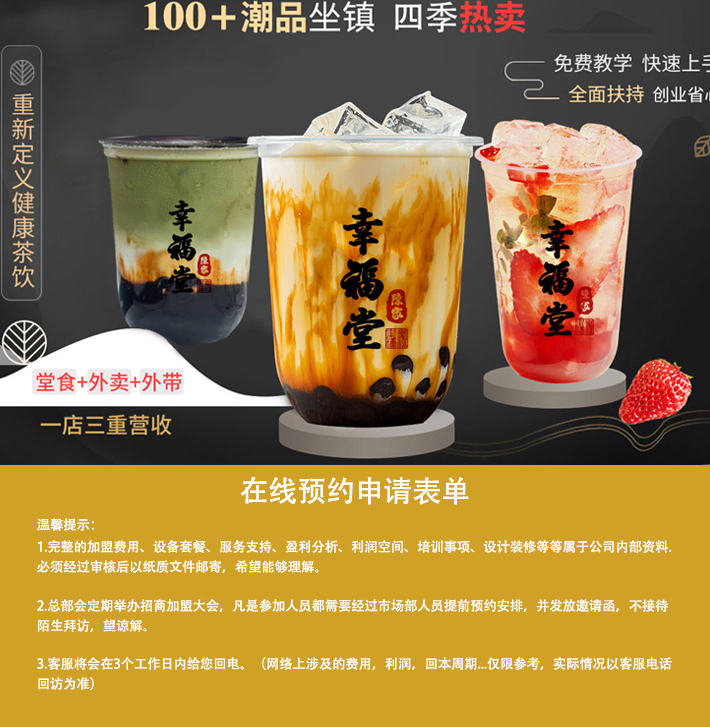 100+潮品坐镇 四季热卖
免费教学 快速上手
全面扶持 创业省心
重新定义健康茶饮
幸福堂
陳家
幸福堂
陳家
幸福堂
陳家
堂食+外卖+外带
一店三重营收
在线预约申请表单
温馨提示：
1.完整的加盟费用、设备套餐、服务支持、盈利分析、利润空间、培训事项、设计装修等等属于公司内部资料.
必须经过审核后以纸质文件邮寄，希望能够理解。
2.总部会定期举办招商加盟大会，凡是参加人员都需要经过市场部人员提前预约安排，并发放邀请函，不接待
陌生拜访，望谅解。
3.客服将会在3个工作日内给您回电。（网络上涉及的费用，利润，回本周期...仅限参考，实际情况以客服电话
回访为准）